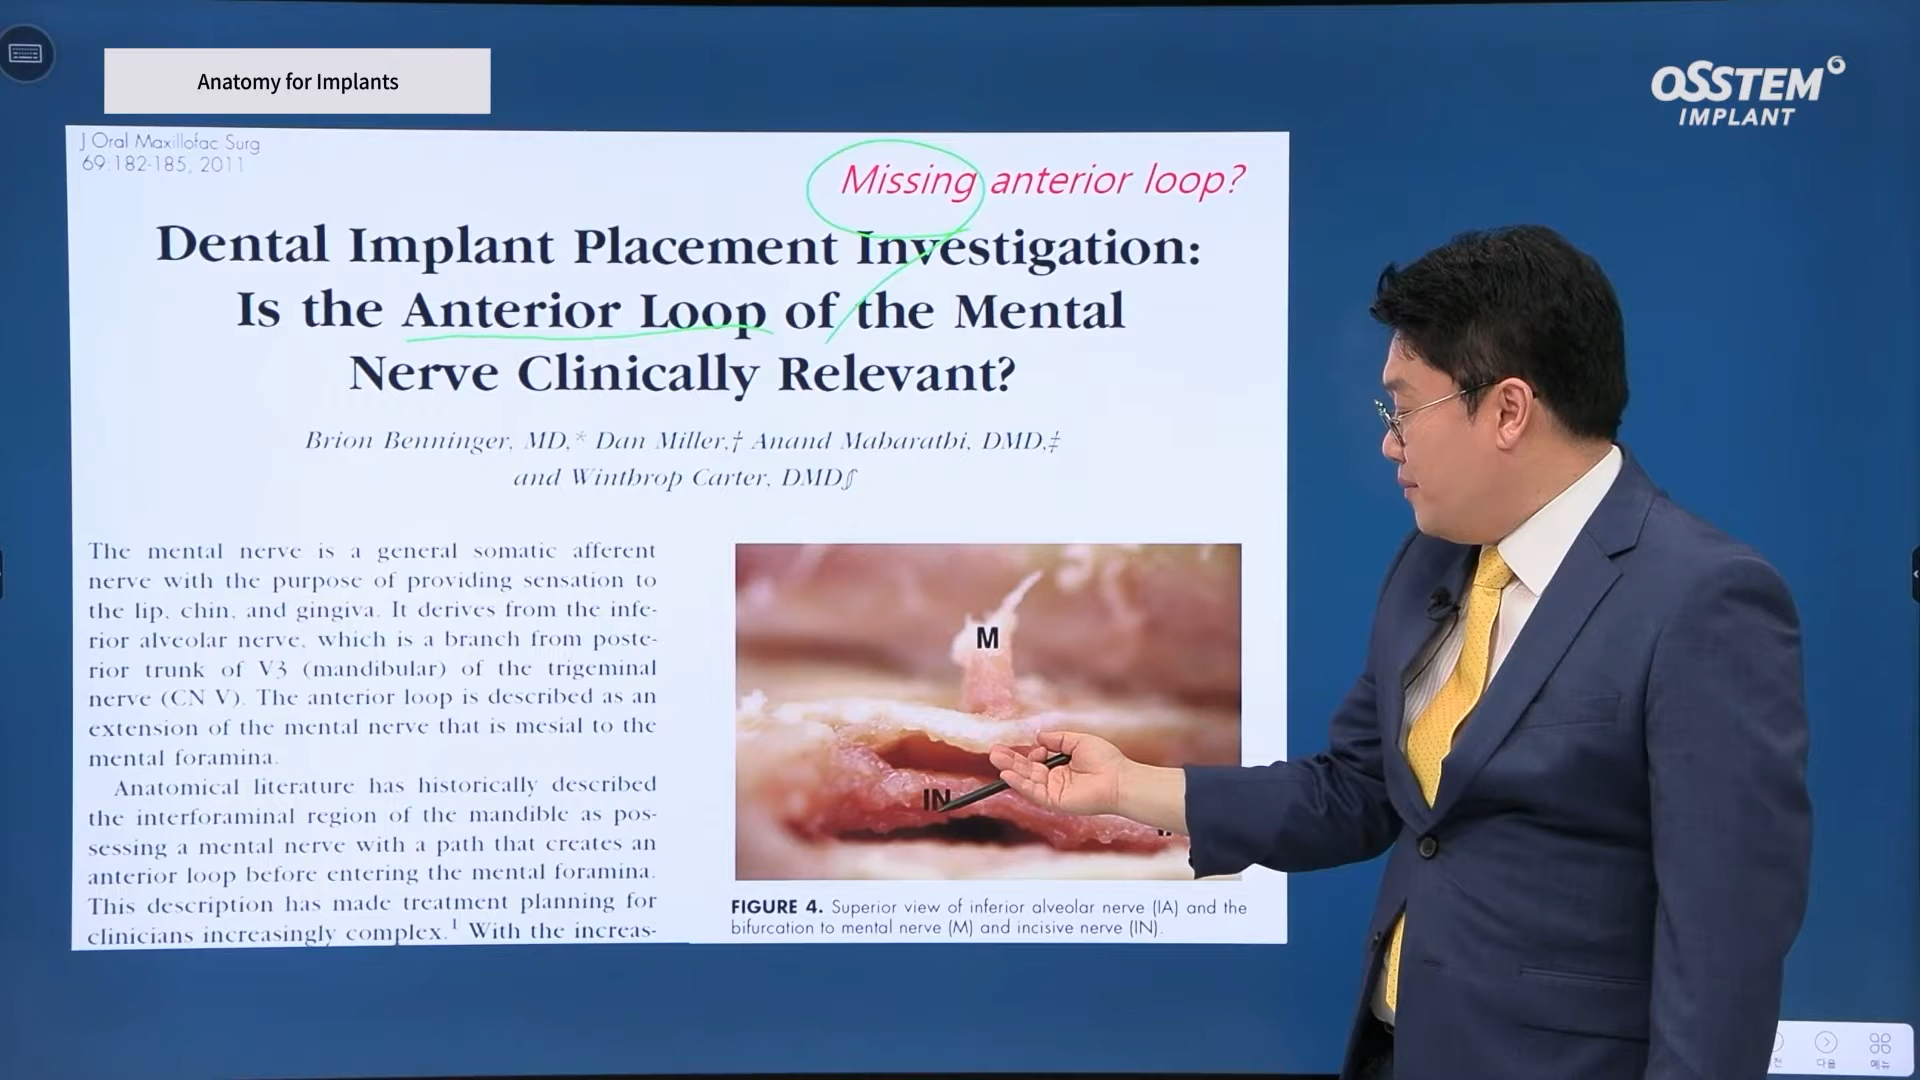 Anatomy for Implants
OSSTEM
IMPLANT
J Oral Maxillofac Surg
69:182-185, 2011
Missing anterior loop?
Dental Implant Placement Investigation:
Is the Anterior Loop of the Mental
Nerve Clinically Relevant?
Brion Benninger, MD,* Dan Miller,† Anand Maharathi, DMD,‡
and Winthrop Carter, DMD§
The mental nerve is a general somatic afferent
nerve with the purpose of providing sensation to
the lip, chin, and gingiva. It derives from the infe-
rior alveolar nerve, which is a branch from poste-
rior trunk of V3 (mandibular) of the trigeminal
nerve (CN V). The anterior loop is described as an
extension of the mental nerve that is mesial to the
mental foramina.
Anatomical literature has historically described
the interforaminal region of the mandible as pos-
sessing a mental nerve with a path that creates an
anterior loop before entering the mental foramina.
This description has made treatment planning for
clinicians increasingly complex.¹ With the increas-
M
IN
FIGURE 4. Superior view of inferior alveolar nerve (IA) and the
bifurcation to mental nerve (M) and incisive nerve (IN).
다음
메뉴